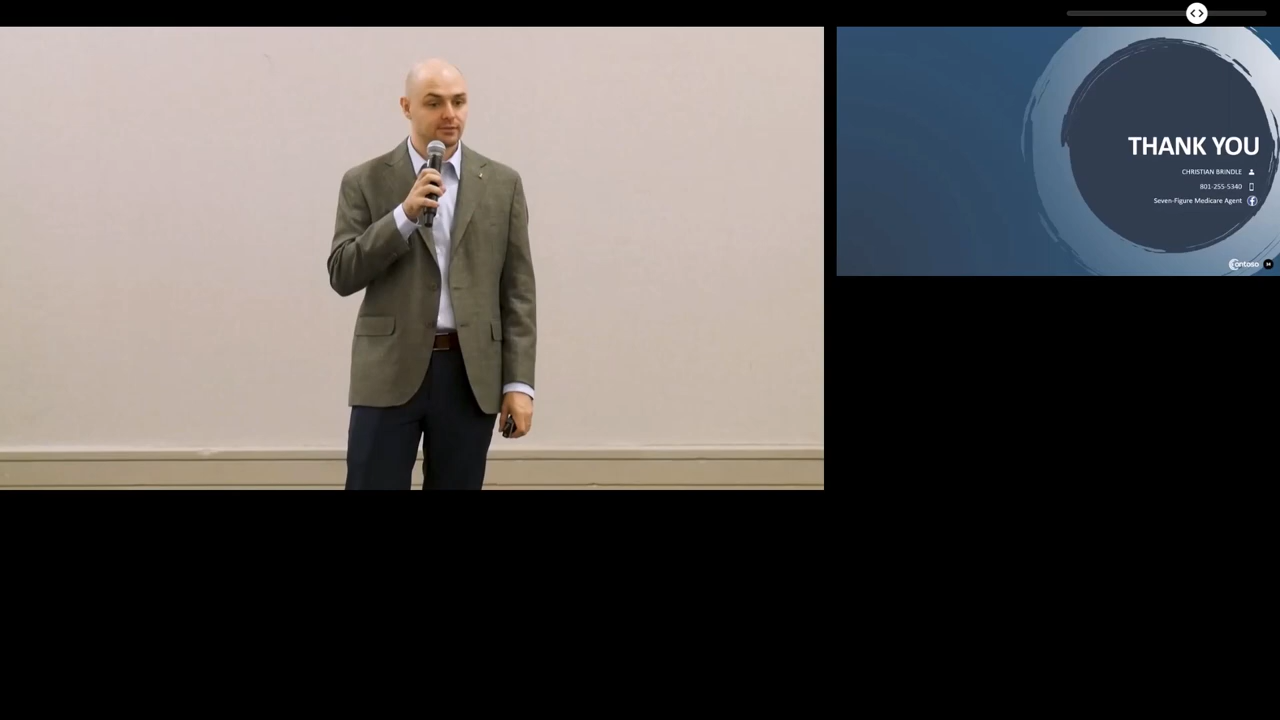 THANK YOU
CHRISTIAN BRINDLE
801-255-5340
Seven-Figure Medicare Agent
Contoso